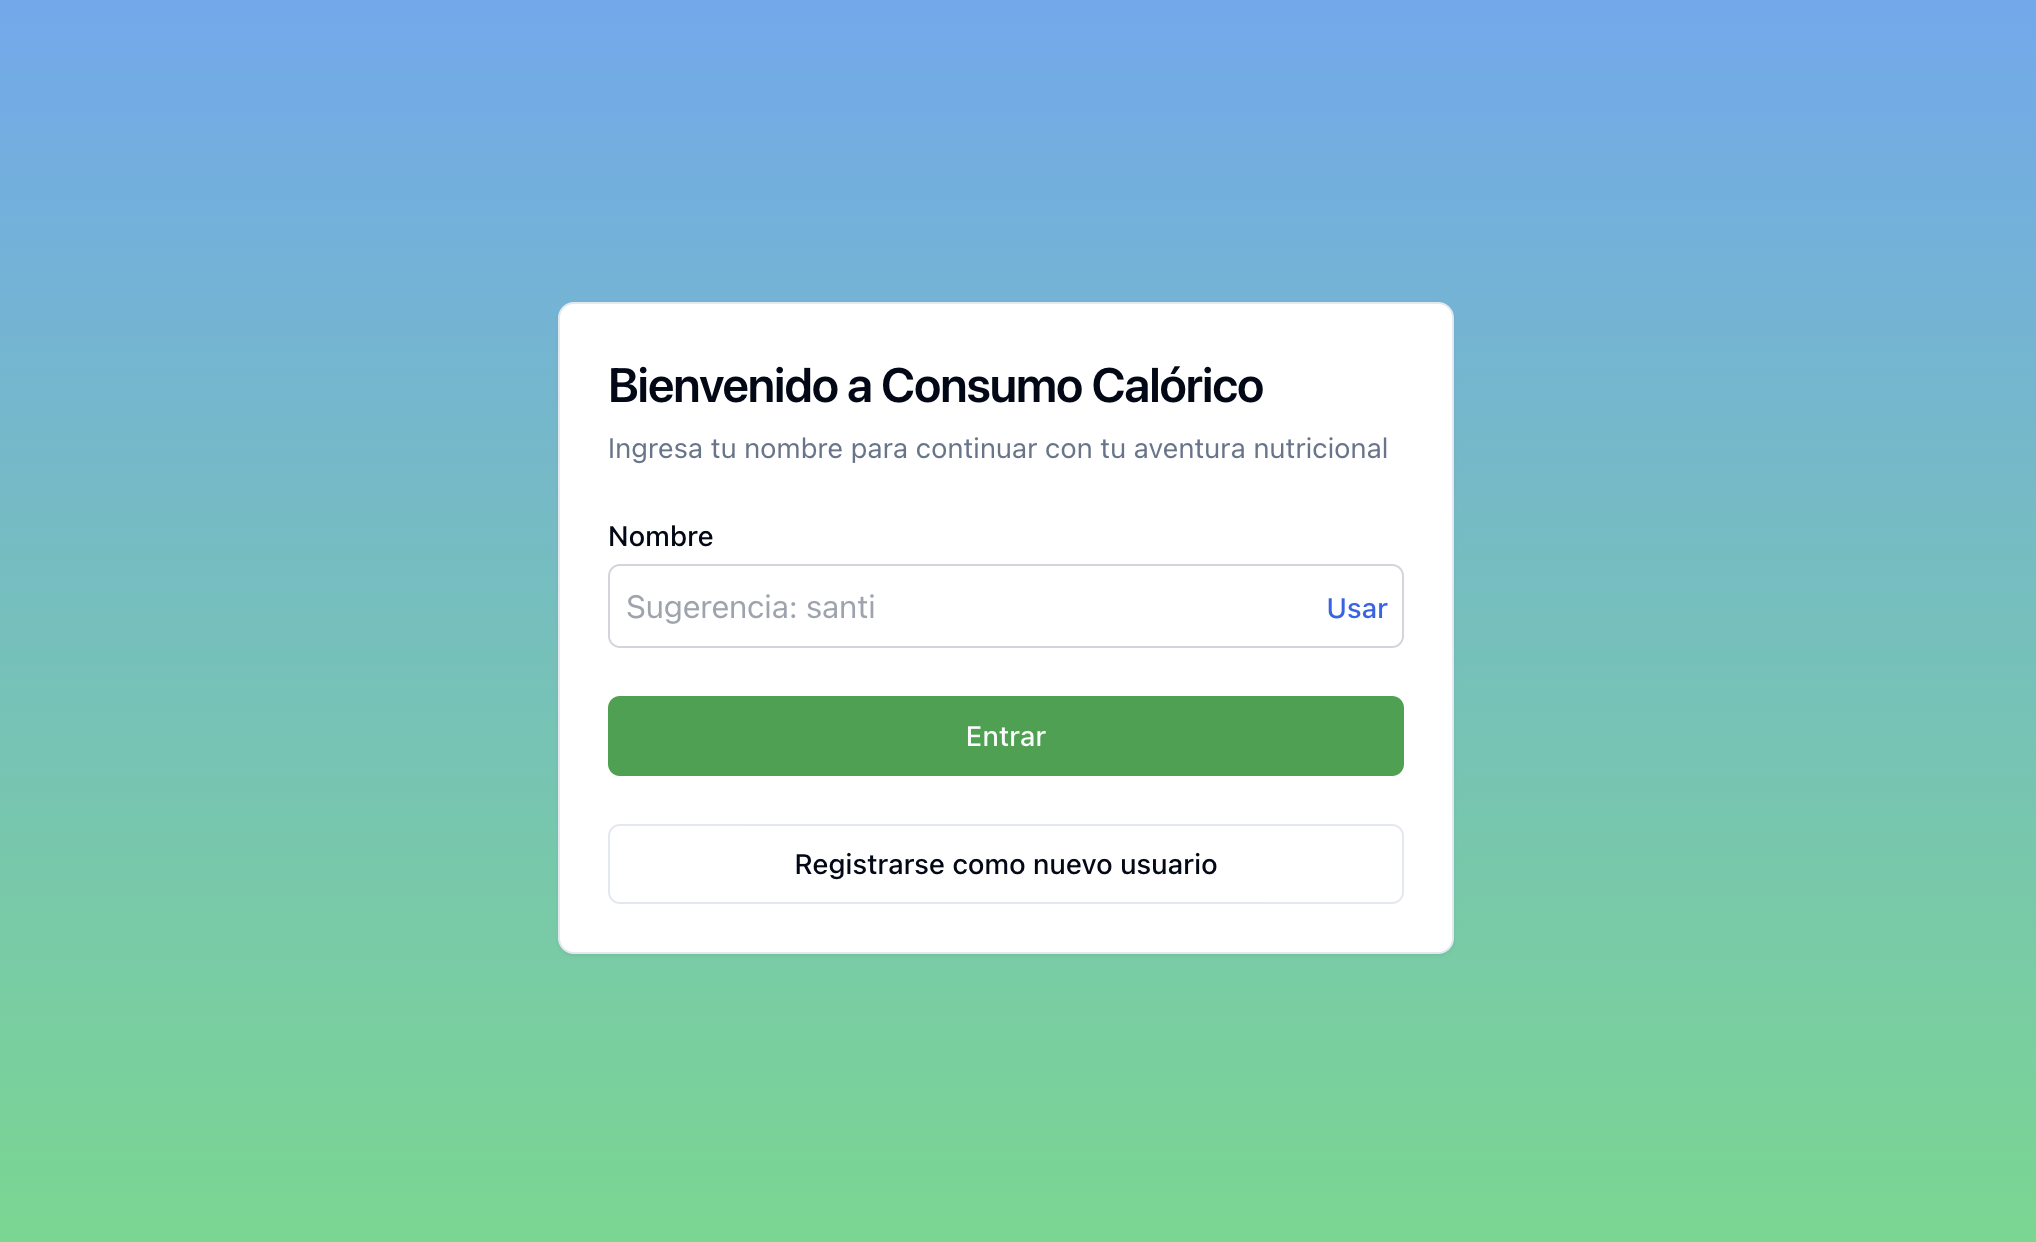 Bienvenido a Consumo Calórico
Ingresa tu nombre para continuar con tu aventura nutricional
Nombre
Sugerencia: santi
Usar
Entrar
Registrarse como nuevo usuario